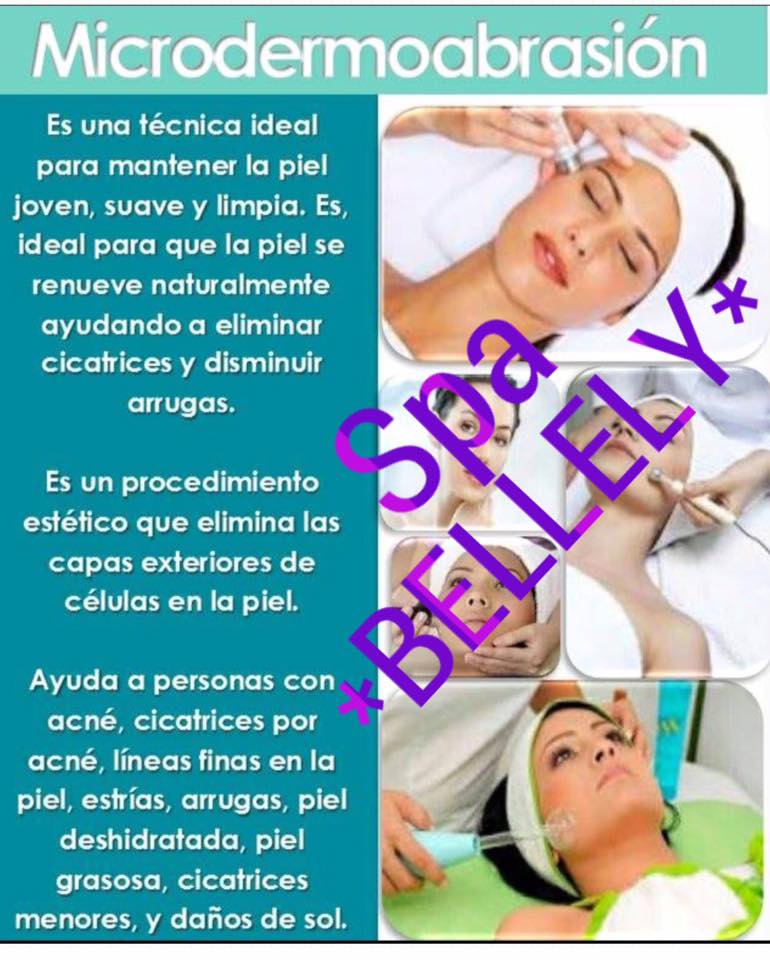 Microdermoabrasión
Es una técnica ideal
para mantener la piel
joven, suave y limpia. Es,
ideal para que la piel se
renueve naturalmente
ayudando a eliminar
cicatrices y disminuir
arrugas.
Es un procedimiento
estético que elimina las
capas exteriores de
células en la piel.
Ayuda a personas con
acné, cicatrices por
acné, líneas finas en la
piel, estrías, arrugas, piel
deshidratada, piel
grasosa, cicatrices
menores, y daños de sol.
Spa
*BELLELY*